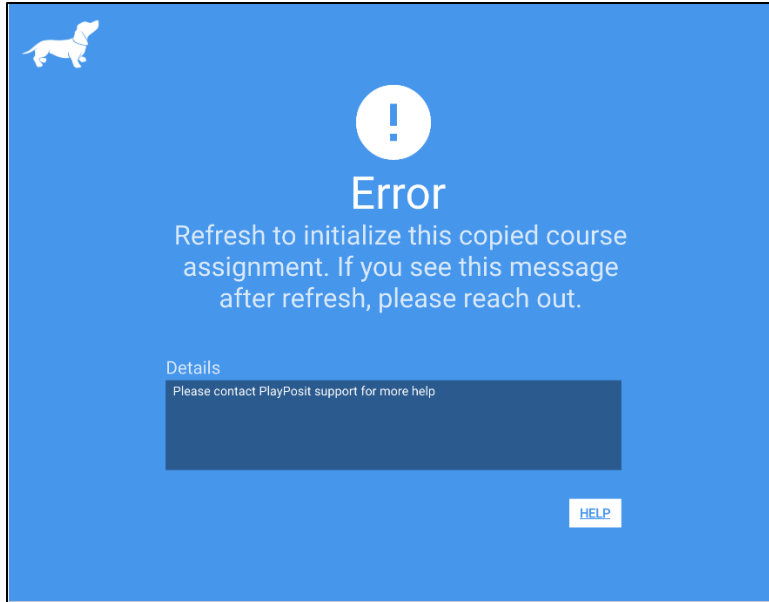 !
Error
Refresh to initialize this copied course
assignment. If you see this message
after refresh, please reach out.
Details
Please contact PlayPosit support for more help
HELP